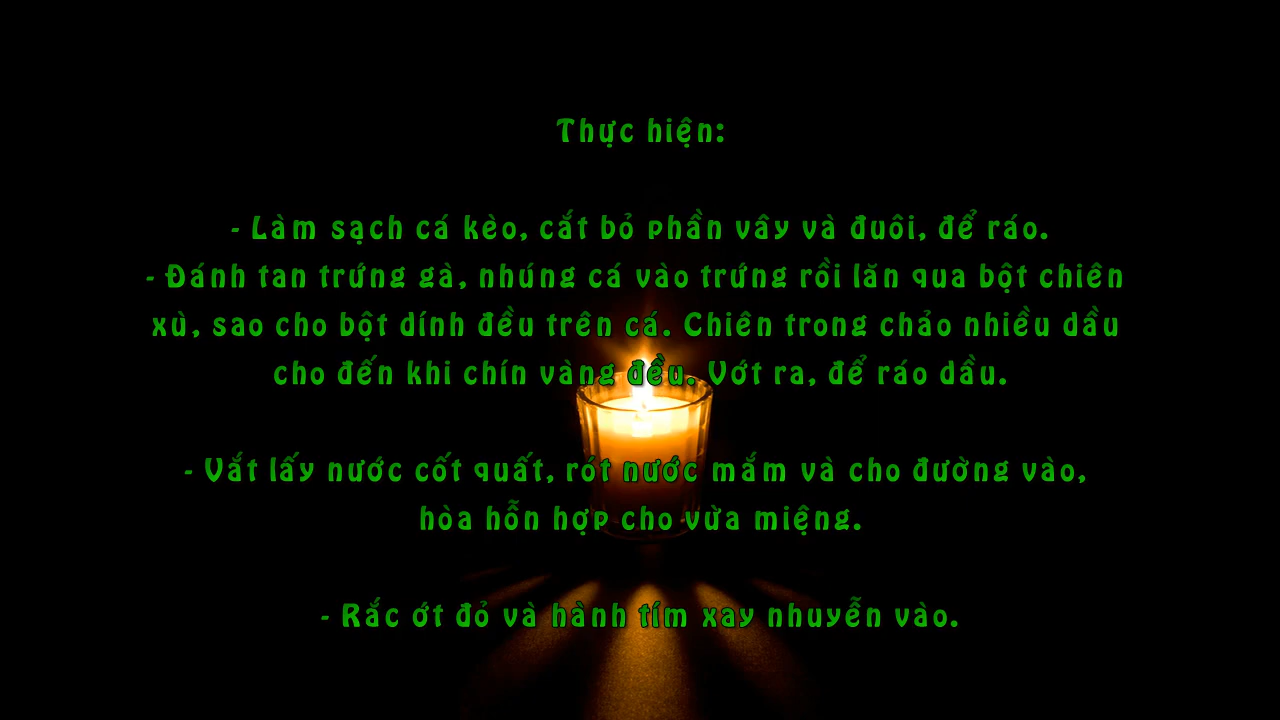 Thực hiện:
- Làm sạch cá kèo, cắt bỏ phần vây và đuôi, để ráo.
- Đánh tan trứng gà, nhúng cá vào trứng rồi lăn qua bột chiên
xù, sao cho bột dính đều trên cá. Chiên trong chảo nhiều dầu
cho đến khi chín vàng đều. Vớt ra, để ráo dầu.
- Vắt lấy nước cốt quất, rót nước mắm và cho đường vào,
hòa hỗn hợp cho vừa miệng.
- Rắc ớt đỏ và hành tím xay nhuyễn vào.